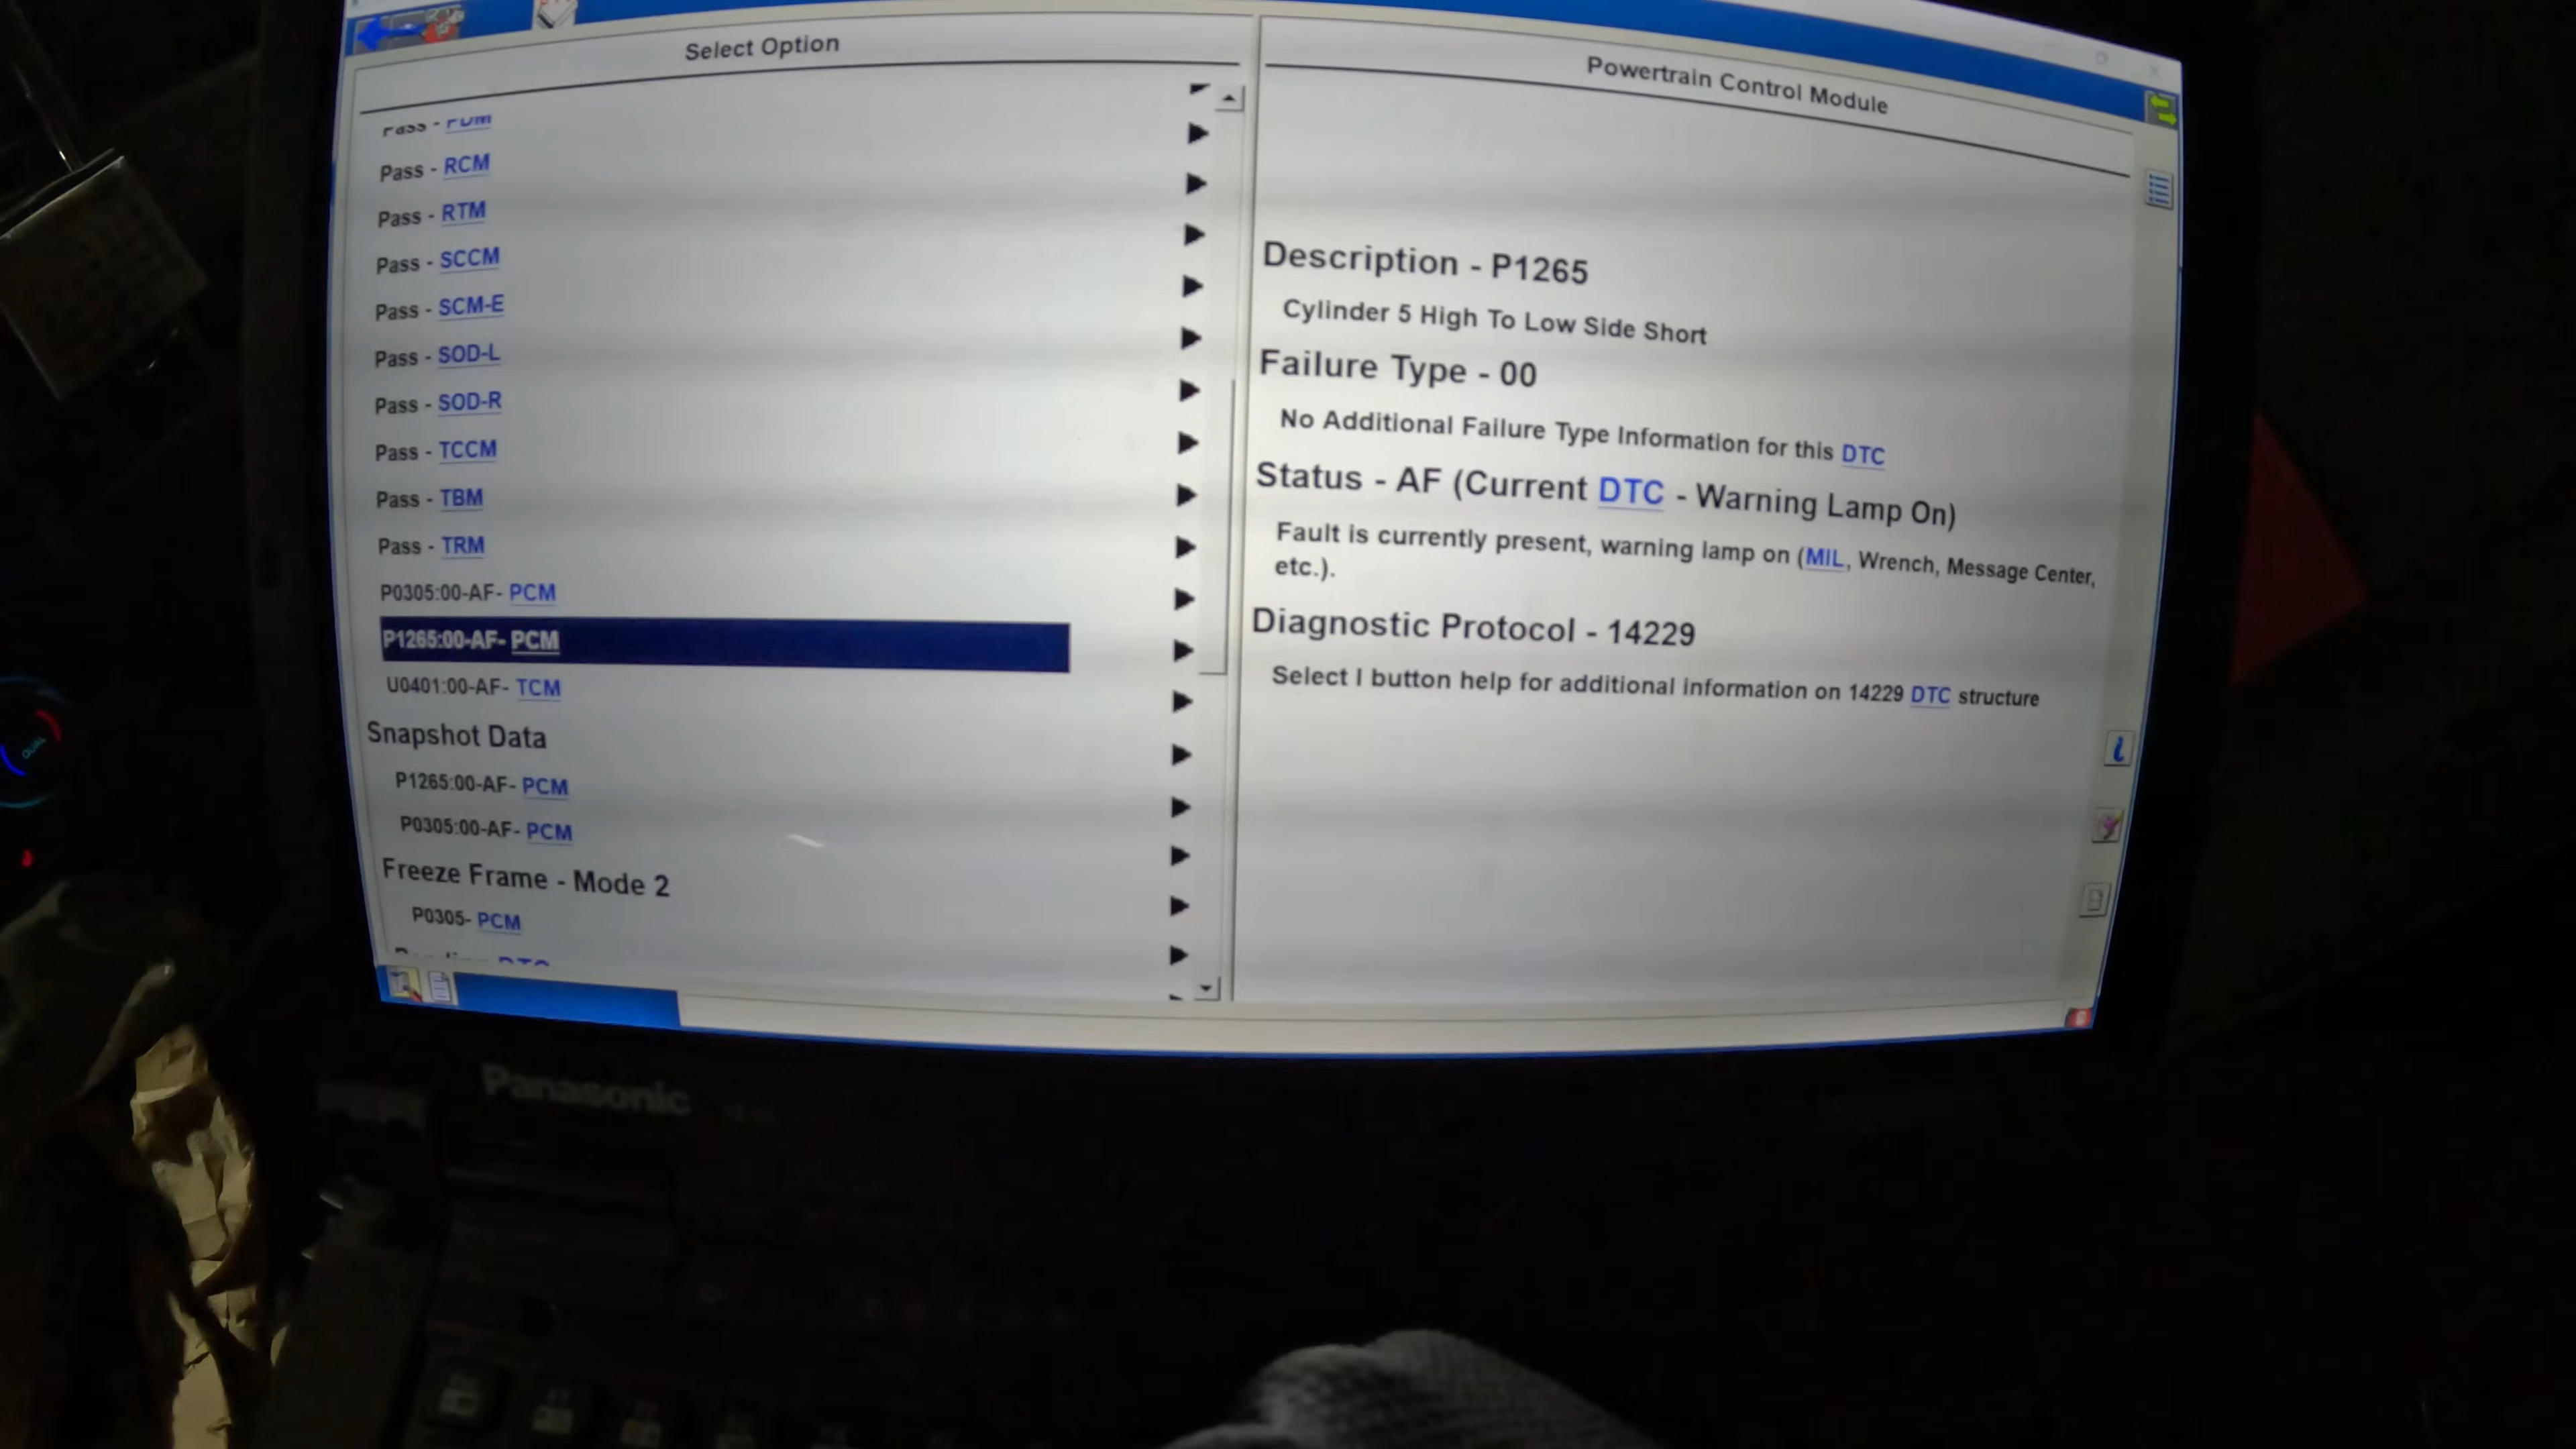 Select Option
Pass - PDM
Pass - RCM
Pass - RTM
Pass - SCCM
Pass - SCM-E
Pass - SOD-L
Pass - SOD-R
Pass - TCCM
Pass - TBM
Pass - TRM
P0305:00-AF- PCM
P1265:00-AF- PCM
U0401:00-AF- TCM
Snapshot Data
P1265:00-AF- PCM
P0305:00-AF- PCM
Freeze Frame - Mode 2
P0305- PCM
Powertrain Control Module
Description - P1265
Cylinder 5 High To Low Side Short
Failure Type - 00
No Additional Failure Type Information for this DTC
Status - AF (Current DTC - Warning Lamp On)
Fault is currently present, warning lamp on (MIL, Wrench, Message Center,
etc.).
Diagnostic Protocol - 14229
Select I button help for additional information on 14229 DTC structure
Panasonic
DUAL